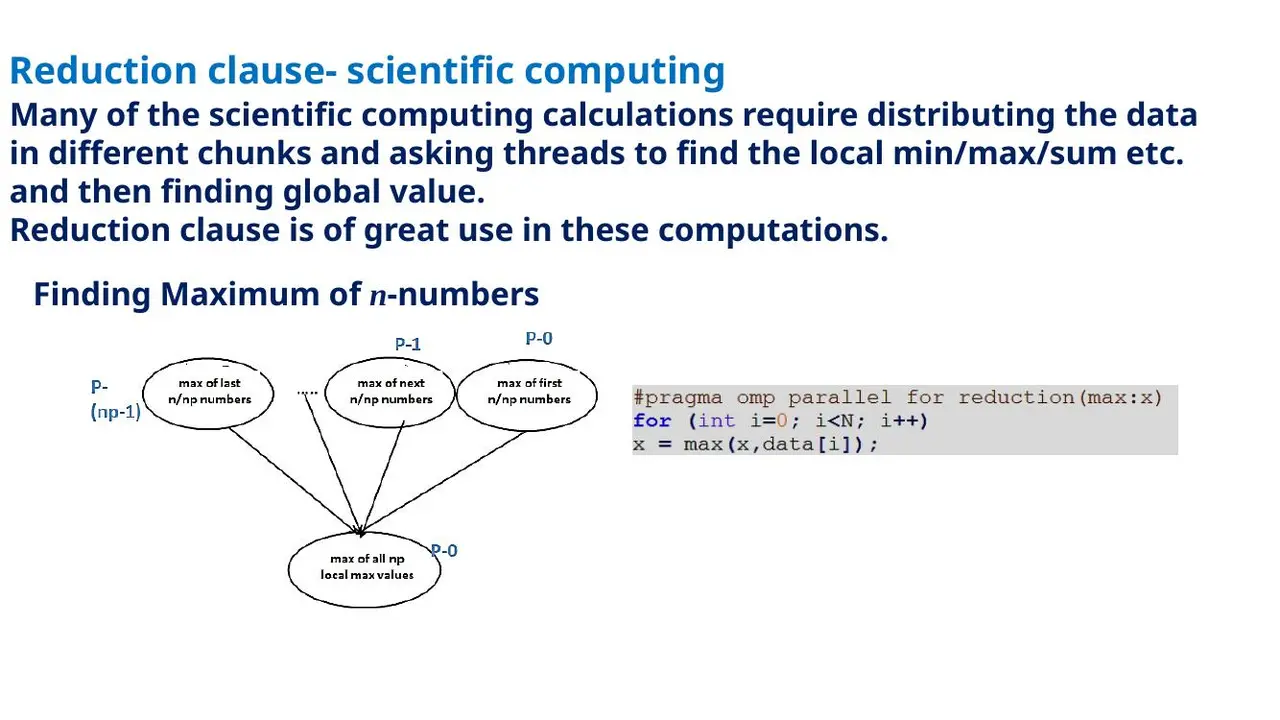 Reduction clause- scientific computing
Many of the scientific computing calculations require distributing the data
in different chunks and asking threads to find the local min/max/sum etc.
and then finding global value.
Reduction clause is of great use in these computations.
Finding Maximum of n-numbers
P-1
P-0
P-
(np-1)
max of last
n/np numbers
.....
max of next
n/np numbers
max of first
n/np numbers
#pragma omp parallel for reduction(max:x)
for (int i=0; i<N; i++)
x = max(x,data[i]);
max of all np
local max values
P-0